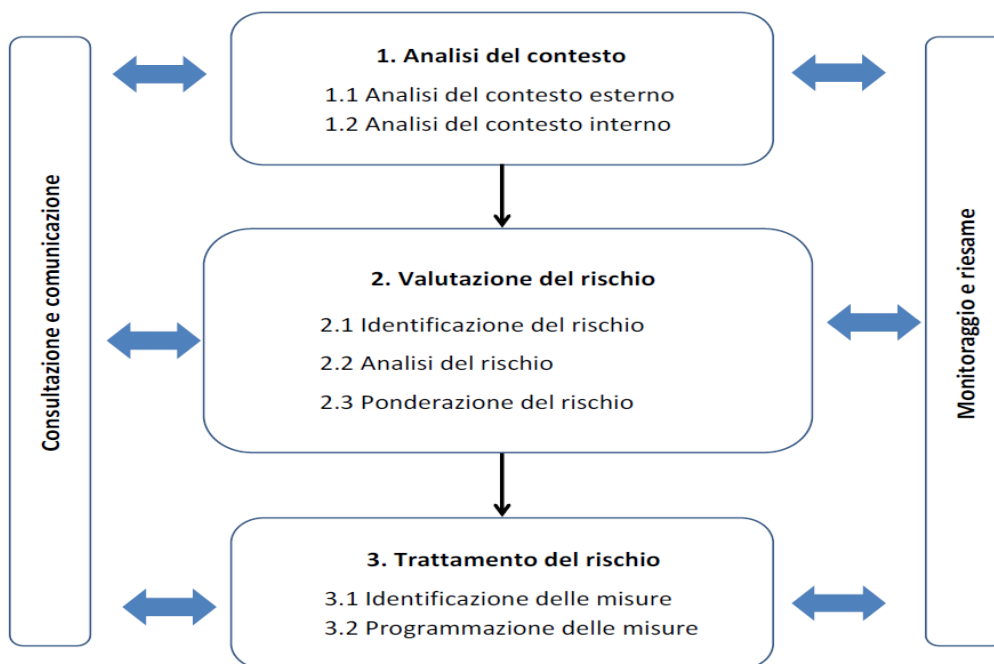 Consultazione e comunicazione
1. Analisi del contesto
1.1 Analisi del contesto esterno
1.2 Analisi del contesto interno
2. Valutazione del rischio
2.1 Identificazione del rischio
2.2 Analisi del rischio
2.3 Ponderazione del rischio
3. Trattamento del rischio
3.1 Identificazione delle misure
3.2 Programmazione delle misure
Monitoraggio e riesame